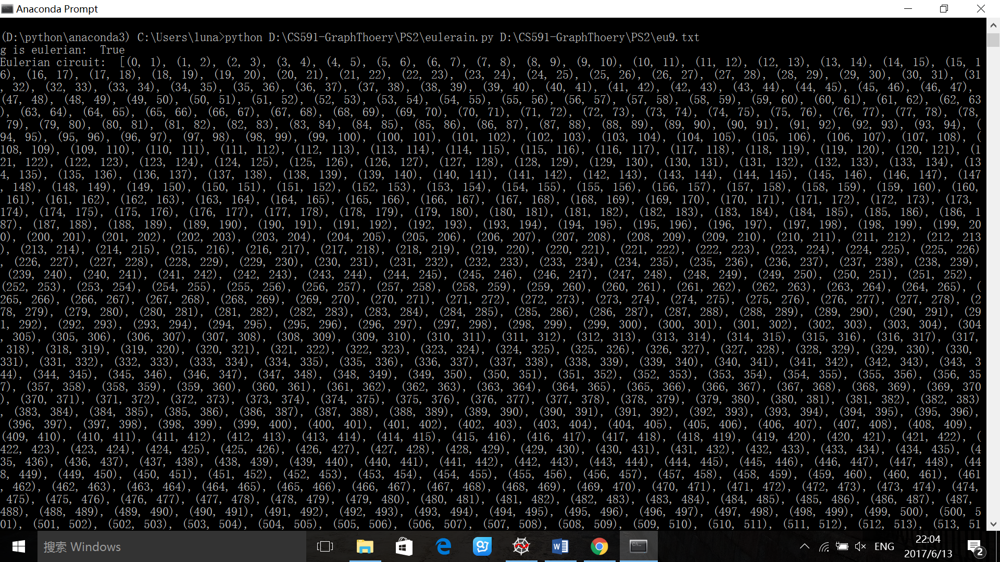 Anaconda Prompt
(D:\python\anaconda3) C:\Users\luna>python D:\CS591-GraphThoery\PS2\eulerain.py D:\CS591-GraphThoery\PS2\eu9.txt
g is eulerian:  True
Eulerian circuit:  [(0, 1), (1, 2), (2, 3), (3, 4), (4, 5), (5, 6), (6, 7), (7, 8), (8, 9), (9, 10), (10, 11), (11, 12), (12, 13), (13, 14), (14, 15), (15, 1
6), (16, 17), (17, 18), (18, 19), (19, 20), (20, 21), (21, 22), (22, 23), (23, 24), (24, 25), (25, 26), (26, 27), (27, 28), (28, 29), (29, 30), (30, 31), (31
, 32), (32, 33), (33, 34), (34, 35), (35, 36), (36, 37), (37, 38), (38, 39), (39, 40), (40, 41), (41, 42), (42, 43), (43, 44), (44, 45), (45, 46), (46, 47),
(47, 48), (48, 49), (49, 50), (50, 51), (51, 52), (52, 53), (53, 54), (54, 55), (55, 56), (56, 57), (57, 58), (58, 59), (59, 60), (60, 61), (61, 62), (62, 63
), (63, 64), (64, 65), (65, 66), (66, 67), (67, 68), (68, 69), (69, 70), (70, 71), (71, 72), (72, 73), (73, 74), (74, 75), (75, 76), (76, 77), (77, 78), (78,
 79), (79, 80), (80, 81), (81, 82), (82, 83), (83, 84), (84, 85), (85, 86), (86, 87), (87, 88), (88, 89), (89, 90), (90, 91), (91, 92), (92, 93), (93, 94), (
94, 95), (95, 96), (96, 97), (97, 98), (98, 99), (99, 100), (100, 101), (101, 102), (102, 103), (103, 104), (104, 105), (105, 106), (106, 107), (107, 108), (
108, 109), (109, 110), (110, 111), (111, 112), (112, 113), (113, 114), (114, 115), (115, 116), (116, 117), (117, 118), (118, 119), (119, 120), (120, 121), (1
21, 122), (122, 123), (123, 124), (124, 125), (125, 126), (126, 127), (127, 128), (128, 129), (129, 130), (130, 131), (131, 132), (132, 133), (133, 134), (13
4, 135), (135, 136), (136, 137), (137, 138), (138, 139), (139, 140), (140, 141), (141, 142), (142, 143), (143, 144), (144, 145), (145, 146), (146, 147), (147
, 148), (148, 149), (149, 150), (150, 151), (151, 152), (152, 153), (153, 154), (154, 155), (155, 156), (156, 157), (157, 158), (158, 159), (159, 160), (160,
 161), (161, 162), (162, 163), (163, 164), (164, 165), (165, 166), (166, 167), (167, 168), (168, 169), (169, 170), (170, 171), (171, 172), (172, 173), (173,
174), (174, 175), (175, 176), (176, 177), (177, 178), (178, 179), (179, 180), (180, 181), (181, 182), (182, 183), (183, 184), (184, 185), (185, 186), (186, 1
87), (187, 188), (188, 189), (189, 190), (190, 191), (191, 192), (192, 193), (193, 194), (194, 195), (195, 196), (196, 197), (197, 198), (198, 199), (199, 20
0), (200, 201), (201, 202), (202, 203), (203, 204), (204, 205), (205, 206), (206, 207), (207, 208), (208, 209), (209, 210), (210, 211), (211, 212), (212, 213
), (213, 214), (214, 215), (215, 216), (216, 217), (217, 218), (218, 219), (219, 220), (220, 221), (221, 222), (222, 223), (223, 224), (224, 225), (225, 226)
, (226, 227), (227, 228), (228, 229), (229, 230), (230, 231), (231, 232), (232, 233), (233, 234), (234, 235), (235, 236), (236, 237), (237, 238), (238, 239),
 (239, 240), (240, 241), (241, 242), (242, 243), (243, 244), (244, 245), (245, 246), (246, 247), (247, 248), (248, 249), (249, 250), (250, 251), (251, 252),
(252, 253), (253, 254), (254, 255), (255, 256), (256, 257), (257, 258), (258, 259), (259, 260), (260, 261), (261, 262), (262, 263), (263, 264), (264, 265), (
265, 266), (266, 267), (267, 268), (268, 269), (269, 270), (270, 271), (271, 272), (272, 273), (273, 274), (274, 275), (275, 276), (276, 277), (277, 278), (2
78, 279), (279, 280), (280, 281), (281, 282), (282, 283), (283, 284), (284, 285), (285, 286), (286, 287), (287, 288), (288, 289), (289, 290), (290, 291), (29
1, 292), (292, 293), (293, 294), (294, 295), (295, 296), (296, 297), (297, 298), (298, 299), (299, 300), (300, 301), (301, 302), (302, 303), (303, 304), (304
, 305), (305, 306), (306, 307), (307, 308), (308, 309), (309, 310), (310, 311), (311, 312), (312, 313), (313, 314), (314, 315), (315, 316), (316, 317), (317,
 318), (318, 319), (319, 320), (320, 321), (321, 322), (322, 323), (323, 324), (324, 325), (325, 326), (326, 327), (327, 328), (328, 329), (329, 330), (330,
331), (331, 332), (332, 333), (333, 334), (334, 335), (335, 336), (336, 337), (337, 338), (338, 339), (339, 340), (340, 341), (341, 342), (342, 343), (343, 3
44), (344, 345), (345, 346), (346, 347), (347, 348), (348, 349), (349, 350), (350, 351), (351, 352), (352, 353), (353, 354), (354, 355), (355, 356), (356, 35
7), (357, 358), (358, 359), (359, 360), (360, 361), (361, 362), (362, 363), (363, 364), (364, 365), (365, 366), (366, 367), (367, 368), (368, 369), (369, 370
), (370, 371), (371, 372), (372, 373), (373, 374), (374, 375), (375, 376), (376, 377), (377, 378), (378, 379), (379, 380), (380, 381), (381, 382), (382, 383)
, (383, 384), (384, 385), (385, 386), (386, 387), (387, 388), (388, 389), (389, 390), (390, 391), (391, 392), (392, 393), (393, 394), (394, 395), (395, 396),
 (396, 397), (397, 398), (398, 399), (399, 400), (400, 401), (401, 402), (402, 403), (403, 404), (404, 405), (405, 406), (406, 407), (407, 408), (408, 409),
(409, 410), (410, 411), (411, 412), (412, 413), (413, 414), (414, 415), (415, 416), (416, 417), (417, 418), (418, 419), (419, 420), (420, 421), (421, 422), (
422, 423), (423, 424), (424, 425), (425, 426), (426, 427), (427, 428), (428, 429), (429, 430), (430, 431), (431, 432), (432, 433), (433, 434), (434, 435), (4
35, 436), (436, 437), (437, 438), (438, 439), (439, 440), (440, 441), (441, 442), (442, 443), (443, 444), (444, 445), (445, 446), (446, 447), (447, 448), (44
8, 449), (449, 450), (450, 451), (451, 452), (452, 453), (453, 454), (454, 455), (455, 456), (456, 457), (457, 458), (458, 459), (459, 460), (460, 461), (461
, 462), (462, 463), (463, 464), (464, 465), (465, 466), (466, 467), (467, 468), (468, 469), (469, 470), (470, 471), (471, 472), (472, 473), (473, 474), (474,
 475), (475, 476), (476, 477), (477, 478), (478, 479), (479, 480), (480, 481), (481, 482), (482, 483), (483, 484), (484, 485), (485, 486), (486, 487), (487,
488), (488, 489), (489, 490), (490, 491), (491, 492), (492, 493), (493, 494), (494, 495), (495, 496), (496, 497), (497, 498), (498, 499), (499, 500), (500, 5
01), (501, 502), (502, 503), (503, 504), (504, 505), (505, 506), (506, 507), (507, 508), (508, 509), (509, 510), (510, 511), (511, 512), (512, 513), (513, 51
搜索 Windows
ENG
22:04
2017/6/13
2